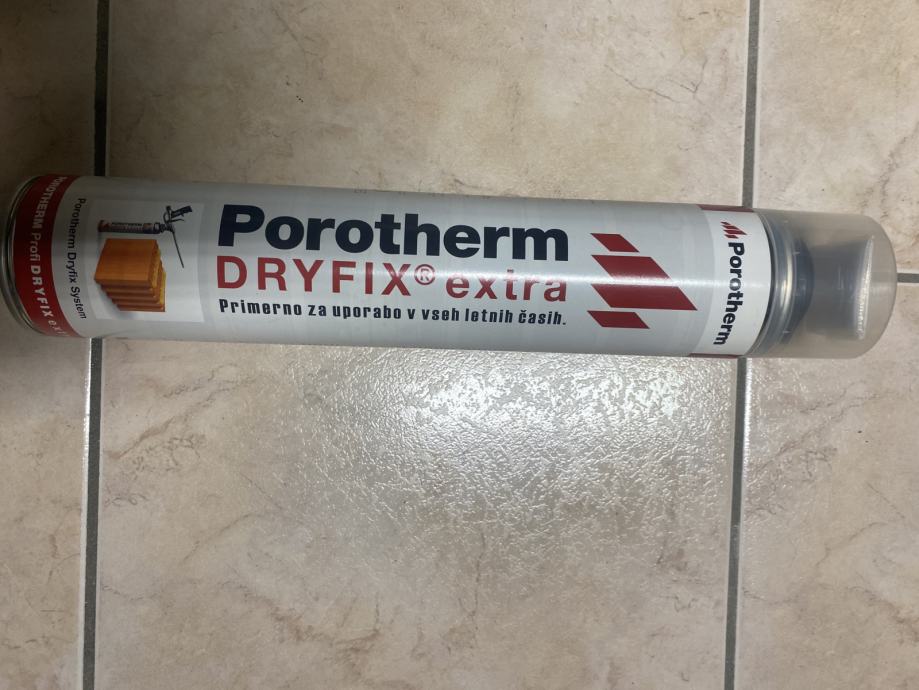 Porotherm
DRYFIX® extra
Primerno za uporabo v vseh letnih časih.
Porotherm
Porotherm Dryfix System
POROTHERM Profi DRYFIX